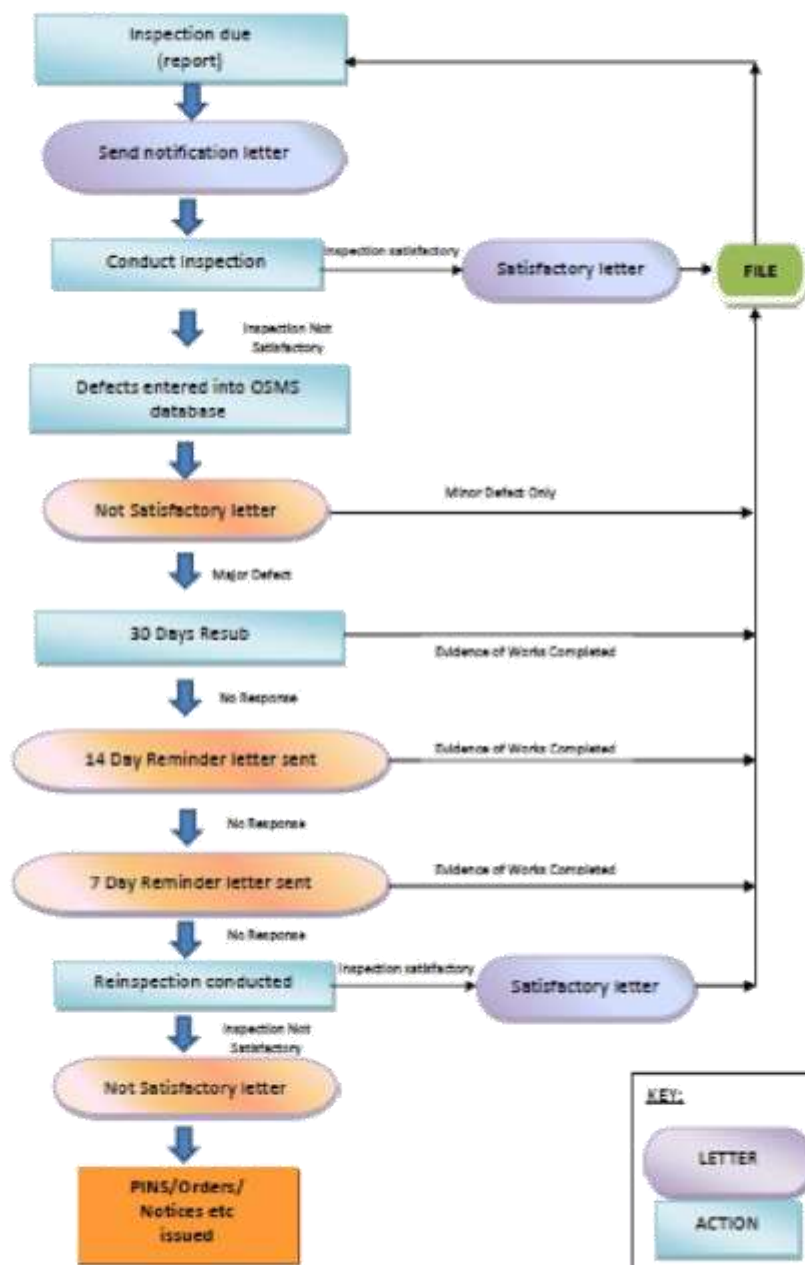 Inspection due
(report)
Send notification letter
Conduct Inspection
Inspection satisfactory
Satisfactory letter
FILE
Inspection Not
Satisfactory
Defects entered into OSMS
database
Not Satisfactory letter
Minor Defect Only
Major Defect
30 Days Resub
Evidence of Works Completed
No Response
14 Day Reminder letter sent
Evidence of Works Completed
No Response
7 Day Reminder letter sent
Evidence of Works Completed
No Response
Reinspection conducted
Inspection satisfactory
Satisfactory letter
Inspection Not
Satisfactory
Not Satisfactory letter
PINS/Orders/
Notices etc
issued
KEY:
LETTER
ACTION